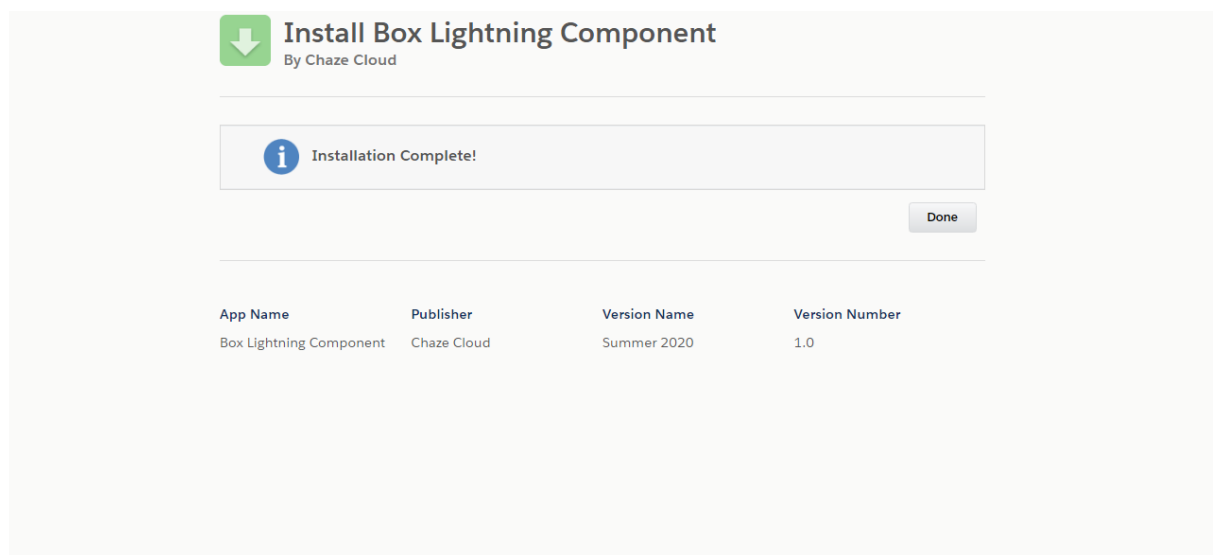 Install Box Lightning Component
By Chaze Cloud
i
Installation Complete!
Done
App Name Publisher Version Name Version Number
Box Lightning Component Chaze Cloud Summer 2020 1.0